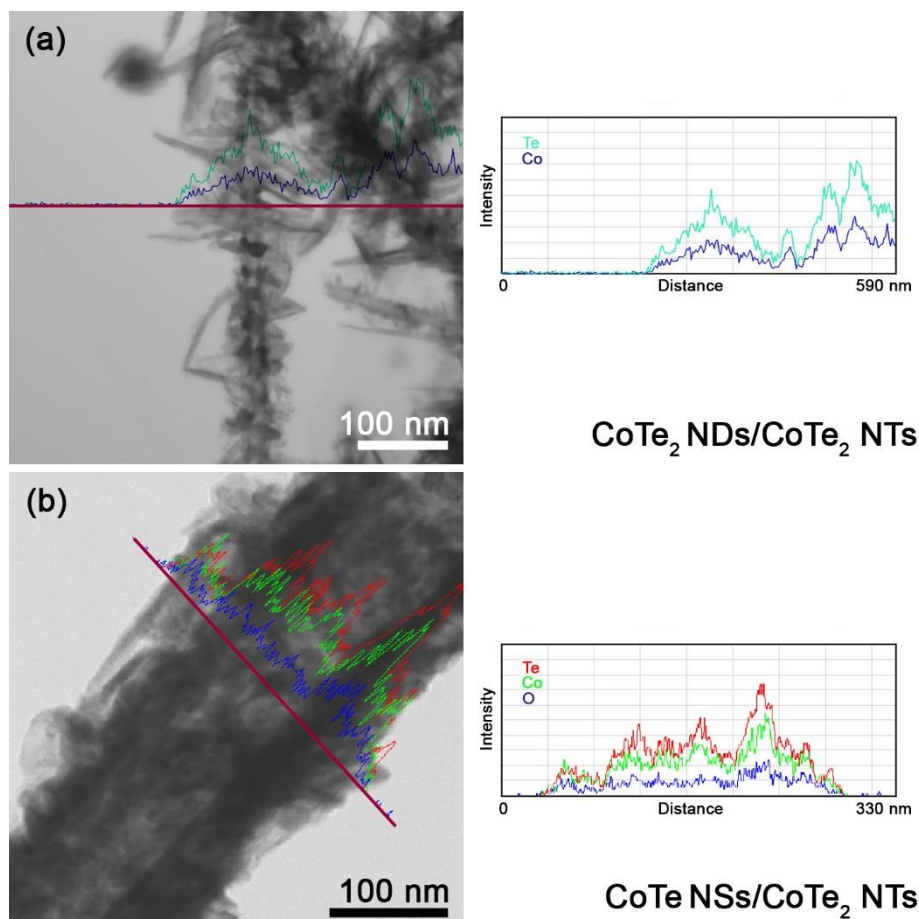 (a)
100 nm
Te
Co
Intensity
0 Distance 590 nm
CoTe₂ NDs/CoTe₂ NTs
(b)
100 nm
Te
Co
O
Intensity
0 Distance 330 nm
CoTe NSs/CoTe₂ NTs